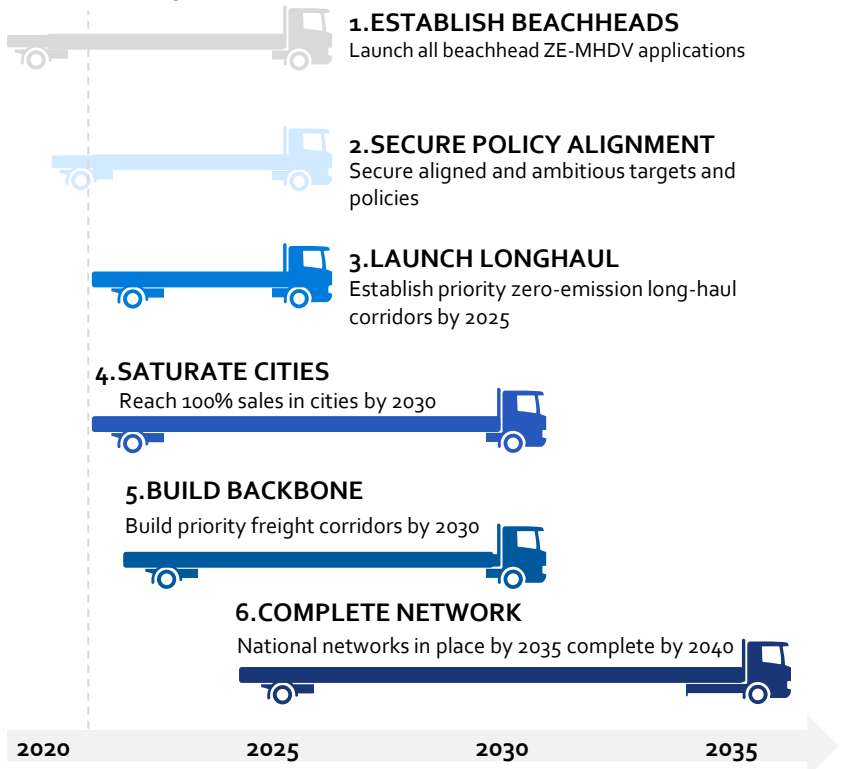 1.ESTABLISH BEACHHEADS
Launch all beachhead ZE-MHDV applications
2.SECURE POLICY ALIGNMENT
Secure aligned and ambitious targets and
policies
3.LAUNCH LONGHAUL
Establish priority zero-emission long-haul
corridors by 2025
4.SATURATE CITIES
Reach 100% sales in cities by 2030
5.BUILD BACKBONE
Build priority freight corridors by 2030
6.COMPLETE NETWORK
National networks in place by 2035 complete by 2040
2020 2025 2030 2035